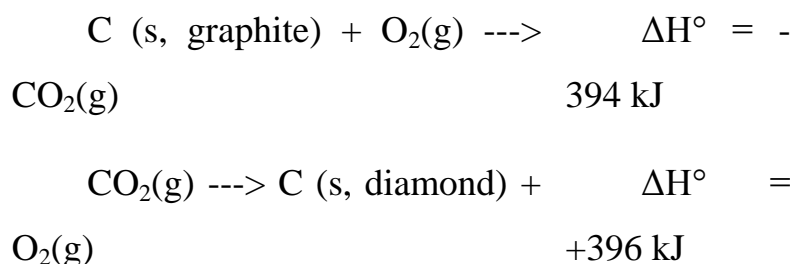 C (s, graphite) + O₂(g) ---> ΔH° = -
CO₂(g) 394 kJ
CO₂(g) ---> C (s, diamond) + ΔH° =
O₂(g) +396 kJ